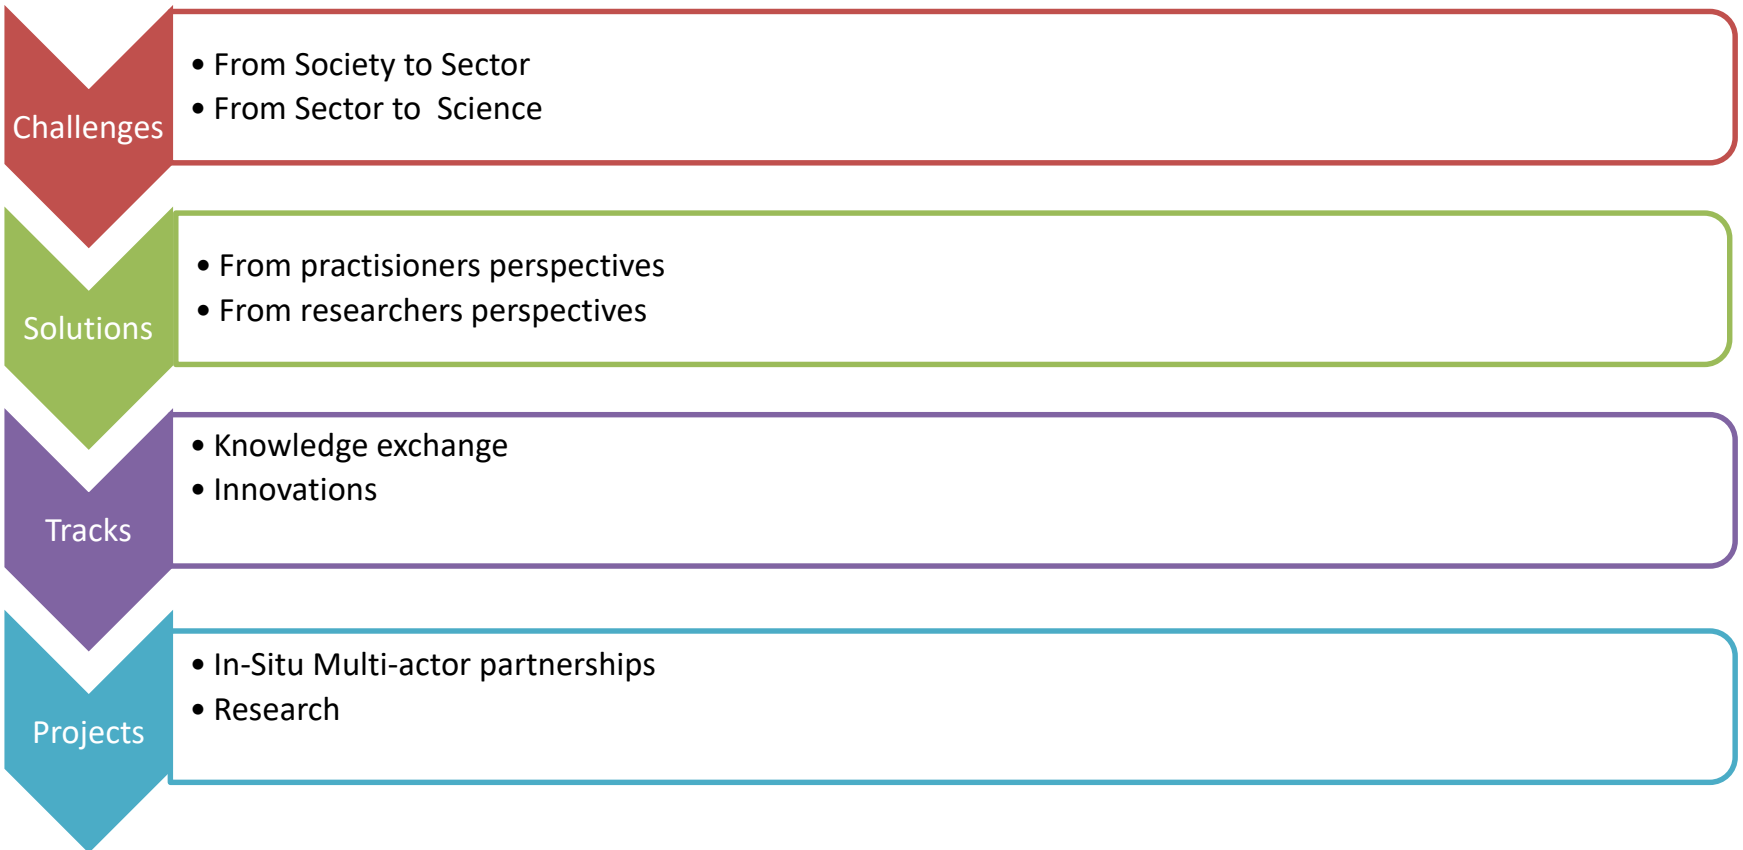 Challenges
• From Society to Sector
• From Sector to  Science
Solutions
• From practisioners perspectives
• From researchers perspectives
Tracks
• Knowledge exchange
• Innovations
Projects
• In-Situ Multi-actor partnerships
• Research